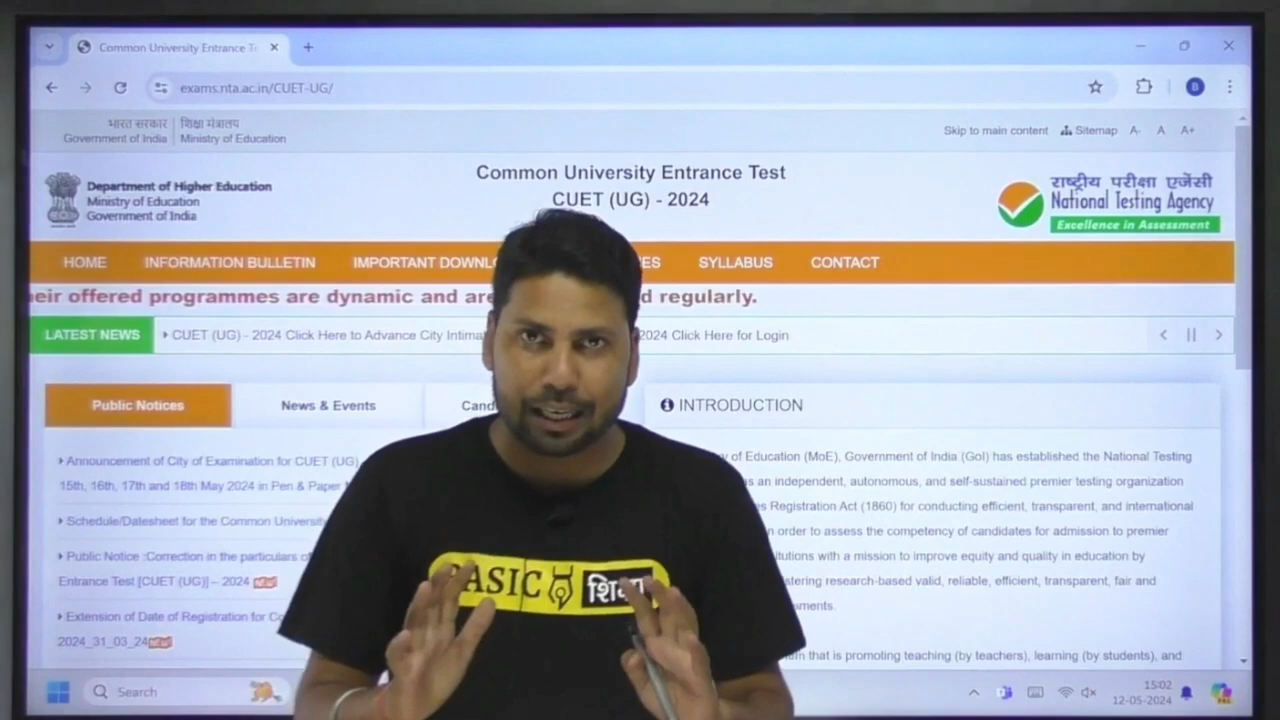 Common University Entrance Te
exams.nta.ac.in/CUET-UG/
B
भारत सरकार
शिक्षा मंत्रालय
Government of India
Ministry of Education
Skip to main content
Sitemap
A-
A
A+
Department of Higher Education
Ministry of Education
Government of India
Common University Entrance Test
CUET (UG) - 2024
राष्ट्रीय परीक्षा एजेंसी
National Testing Agency
Excellence in Assessment
HOME
INFORMATION BULLETIN
IMPORTANT DOWNLO
ES
SYLLABUS
CONTACT
eir offered programmes are dynamic and are
d regularly.
LATEST NEWS
CUET (UG) - 2024 Click Here to Advance City Intima
2024 Click Here for Login
Public Notices
News & Events
Cand
INTRODUCTION
Announcement of City of Examination for CUET (UG)
15th, 16th, 17th and 18th May 2024 in Pen & Paper
Schedule/Datesheet for the Common University
Public Notice :Correction in the particulars of
Entrance Test [CUET (UG)] – 2024
Extension of Date of Registration for Co
2024_31_03_24
y of Education (MoE), Government of India (GoI) has established the National Testing
as an independent, autonomous, and self-sustained premier testing organization
es Registration Act (1860) for conducting efficient, transparent, and international
n order to assess the competency of candidates for admission to premier
itutions with a mission to improve equity and quality in education by
stering research-based valid, reliable, efficient, transparent, fair and
sments.
that is promoting teaching (by teachers), learning (by students), and
BASIC शिक्षा
Search
15:02
12-05-2024